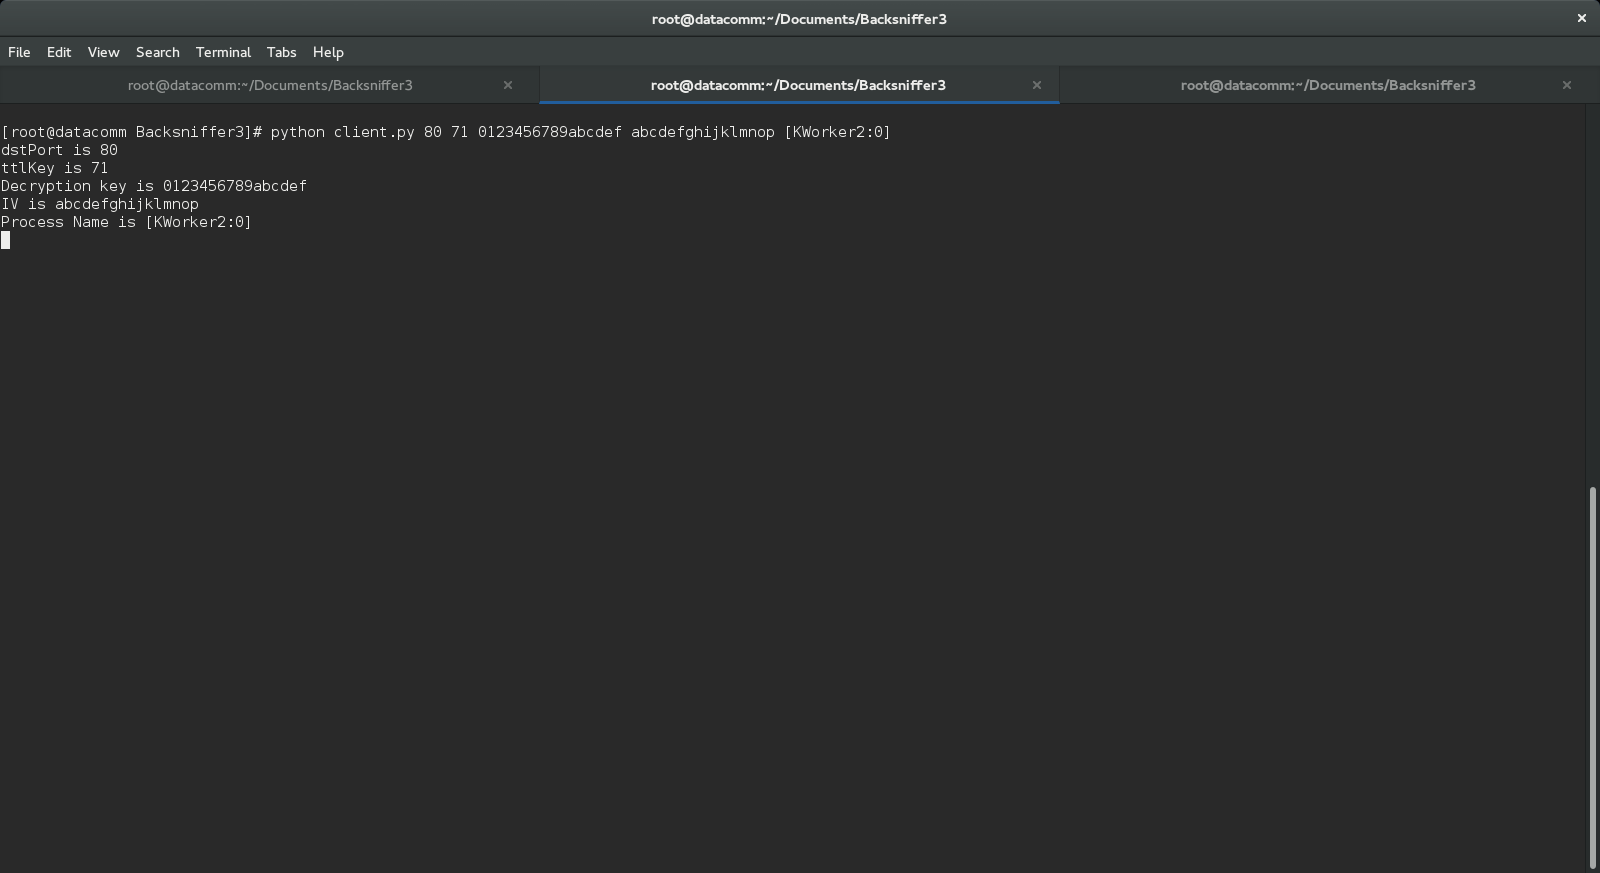 root@datacomm:~/Documents/Backsniffer3 ×
File Edit View Search Terminal Tabs Help
root@datacomm:~/Documents/Backsniffer3 × root@datacomm:~/Documents/Backsniffer3 × root@datacomm:~/Documents/Backsniffer3 ×
[root@datacomm Backsniffer3]# python client.py 80 71 0123456789abcdef abcdefghijklmnop [KWorker2:0]
dstPort is 80
ttlKey is 71
Decryption key is 0123456789abcdef
IV is abcdefghijklmnop
Process Name is [KWorker2:0]